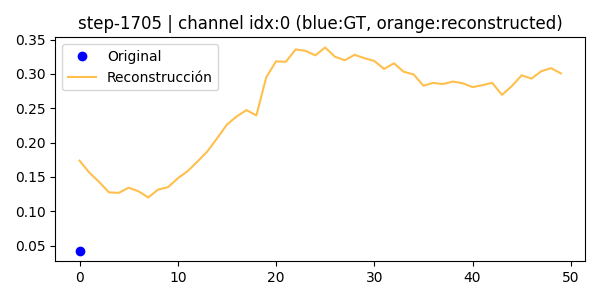 step-1705 | channel idx:0 (blue:GT, orange:reconstructed)
Original
Reconstrucción
0.35
0.30
0.25
0.20
0.15
0.10
0.05
0 10 20 30 40 50